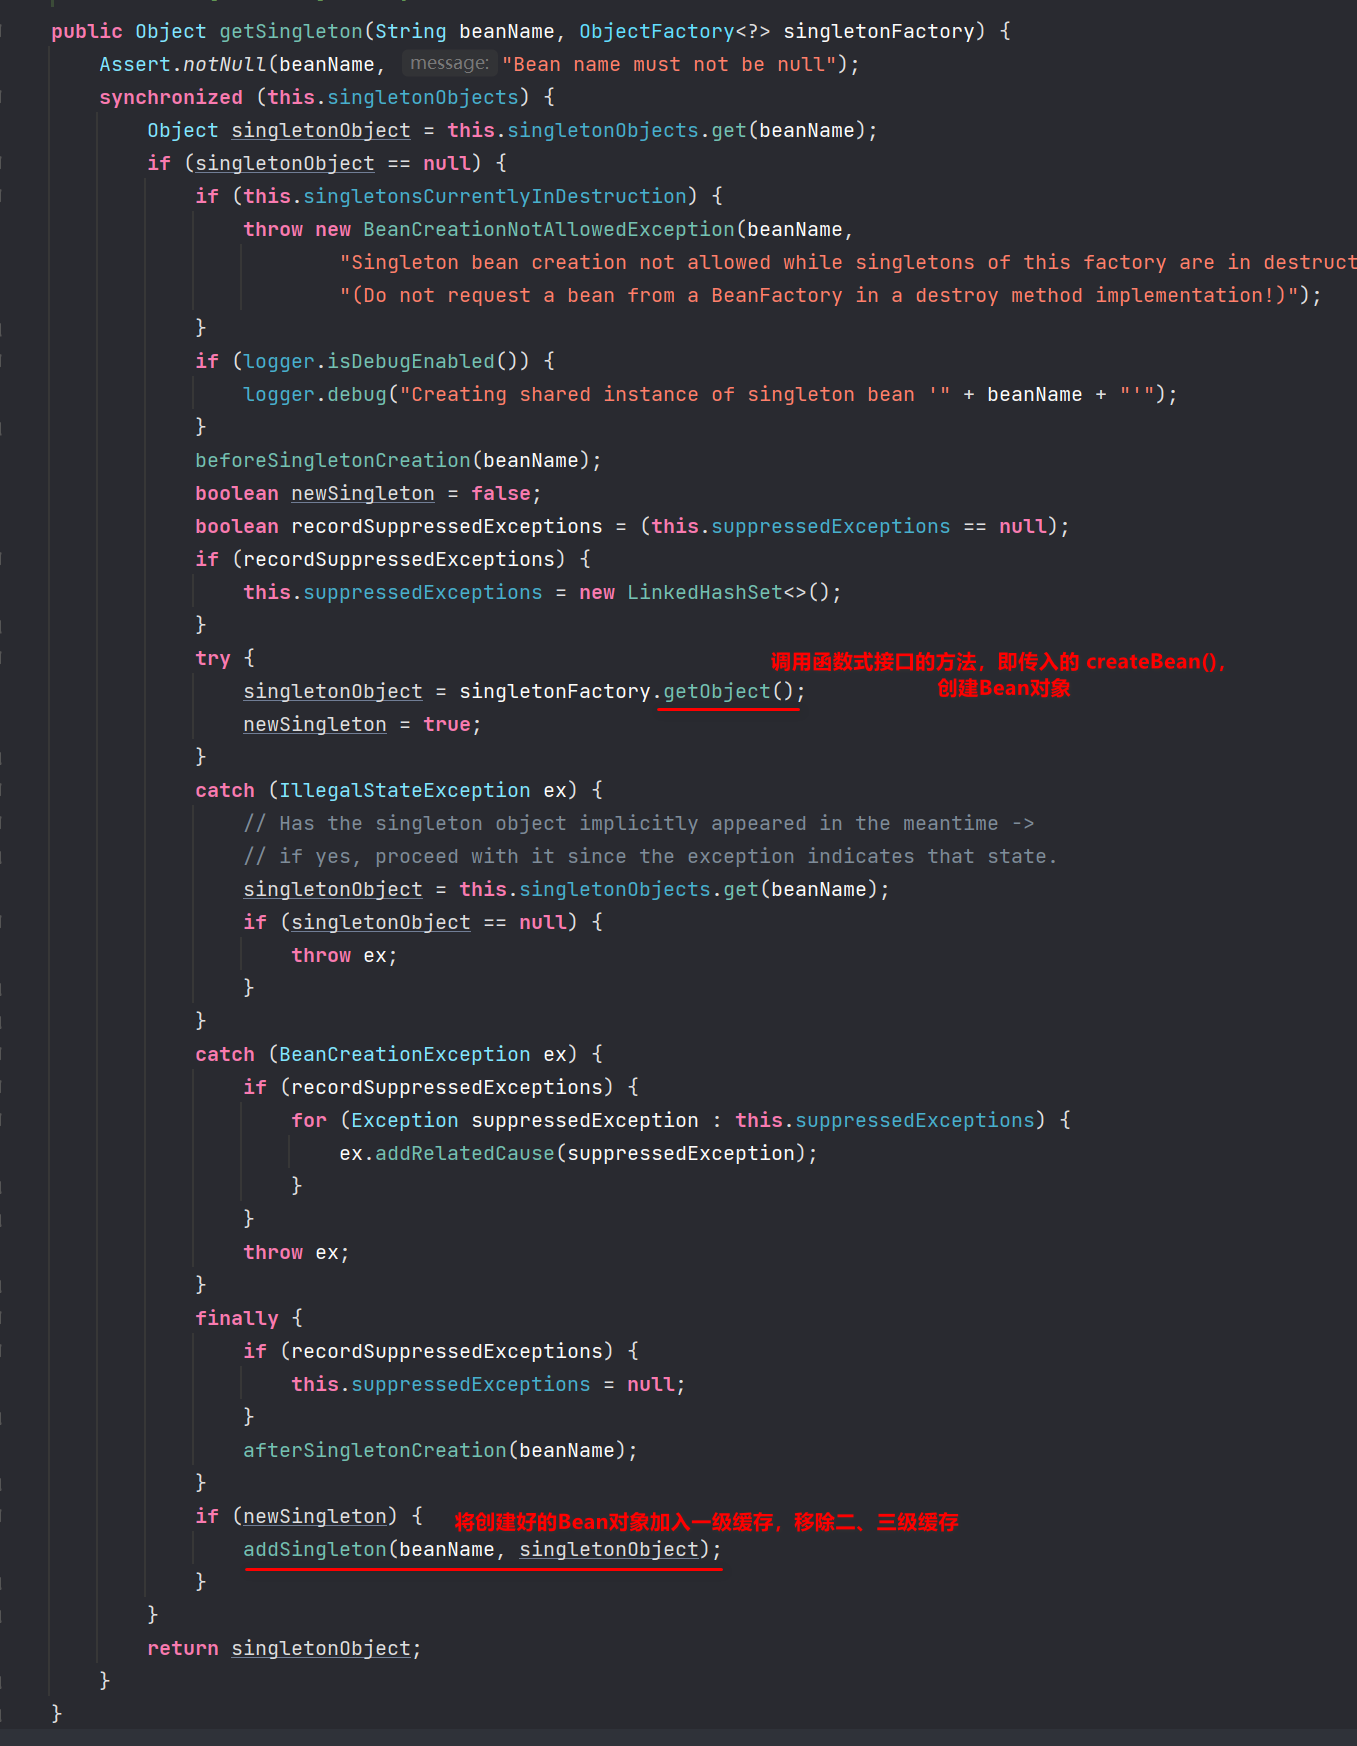 public Object getSingleton(String beanName, ObjectFactory<?> singletonFactory) {
Assert.notNull(beanName, message: "Bean name must not be null");
synchronized (this.singletonObjects) {
Object singletonObject = this.singletonObjects.get(beanName);
if (singletonObject == null) {
if (this.singletonsCurrentlyInDestruction) {
throw new BeanCreationNotAllowedException(beanName,
"Singleton bean creation not allowed while singletons of this factory are in destruct
"(Do not request a bean from a BeanFactory in a destroy method implementation!)");
}
if (logger.isDebugEnabled()) {
logger.debug("Creating shared instance of singleton bean '" + beanName + "'");
}
beforeSingletonCreation(beanName);
boolean newSingleton = false;
boolean recordSuppressedExceptions = (this.suppressedExceptions == null);
if (recordSuppressedExceptions) {
this.suppressedExceptions = new LinkedHashSet<>();
}
try {
调用函数式接口的方法，即传入的 createBean()，
创建Bean对象
singletonObject = singletonFactory.getObject();
newSingleton = true;
}
catch (IllegalStateException ex) {
// Has the singleton object implicitly appeared in the meantime ->
// if yes, proceed with it since the exception indicates that state.
singletonObject = this.singletonObjects.get(beanName);
if (singletonObject == null) {
throw ex;
}
}
catch (BeanCreationException ex) {
if (recordSuppressedExceptions) {
for (Exception suppressedException : this.suppressedExceptions) {
ex.addRelatedCause(suppressedException);
}
}
throw ex;
}
finally {
if (recordSuppressedExceptions) {
this.suppressedExceptions = null;
}
afterSingletonCreation(beanName);
}
if (newSingleton) { 将创建好的Bean对象加入一级缓存，移除二、三级缓存
addSingleton(beanName, singletonObject);
}
}
return singletonObject;
}
}